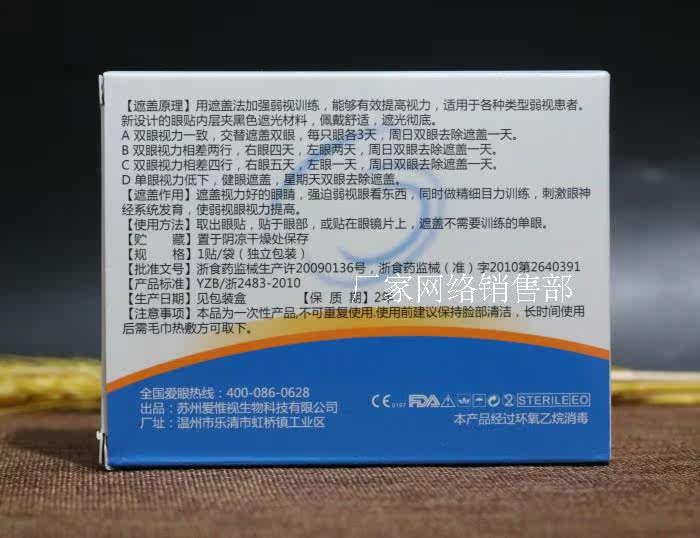 【遮盖原理】用遮盖法加强弱视训练，能够有效提高视力，适用于各种类型弱视患者。
新设计的眼贴内层夹黑色遮光材料，佩戴舒适，遮光彻底。
A 双眼视力一致，交替遮盖双眼，每只眼各3天，周日双眼去除遮盖一天。
B 双眼视力相差两行，右眼四天，左眼两天，周日双眼去除遮盖一天。
C 双眼视力相差四行，右眼五天，左眼一天，周日双眼去除遮盖一天。
D 单眼视力低下，健眼遮盖，星期天双眼去除遮盖。
【遮盖作用】遮盖视力好的眼睛，强迫弱视眼看东西，同时做精细目力训练，刺激眼神
经系统发育，使弱视眼视力提高。
【使用方法】取出眼贴，贴于眼部，或贴在眼镜片上，遮盖不需要训练的单眼。
【贮 藏】置于阴凉干燥处保存
【规 格】1贴/袋（独立包装）
【批准文号】浙食药监械生产许20090136号，浙食药监械（准）字2010第2640391
【产品标准】YZB/浙2483-2010
厂家网络销售部
【生产日期】见包装盒 【保 质 期】2年
【注意事项】本品为一次性产品,不可重复使用.使用前建议保持脸部清洁，长时间使用
后需毛巾热敷方可取下。
全国爱眼热线：400-086-0628
出品：苏州爱惟视生物科技有限公司
厂址：温州市乐清市虹桥镇工业区
CE 0197 FDA STERILE EO
本产品经过环氧乙烷消毒